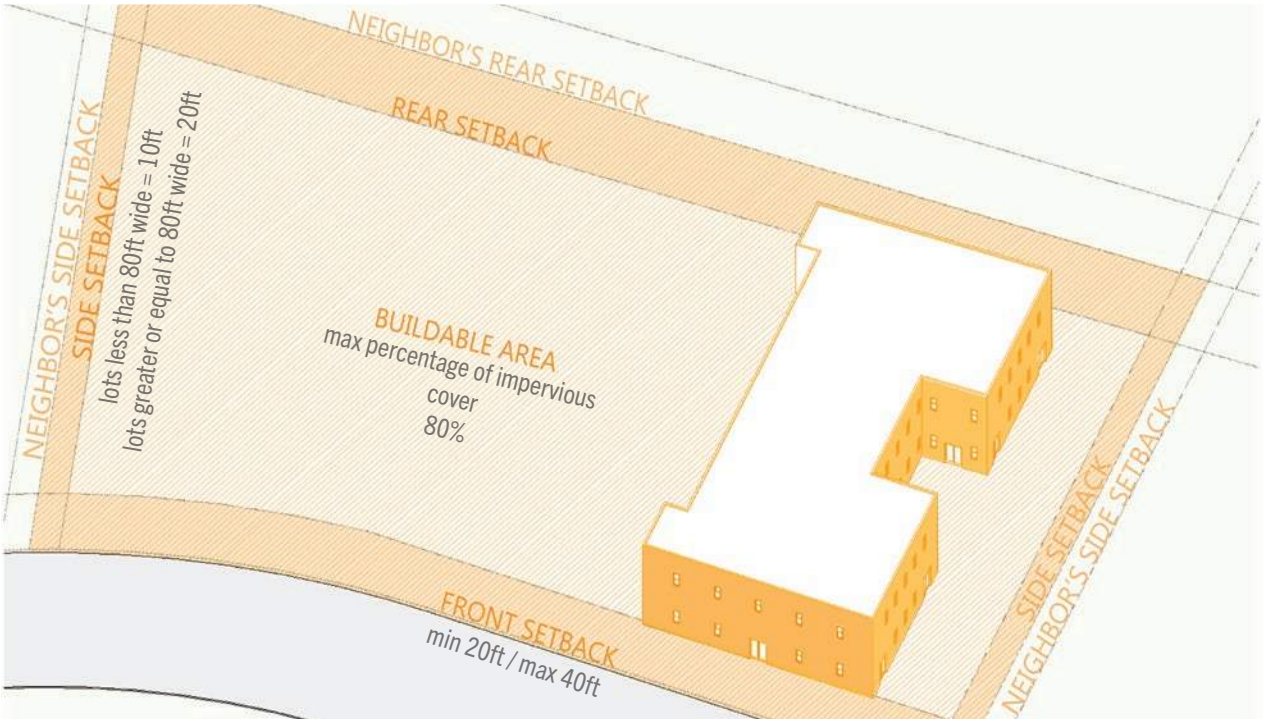 NEIGHBOR'S REAR SETBACK
REAR SETBACK
NEIGHBOR'S SIDE SETBACK
SIDE SETBACK
lots less than 80ft wide = 10ft
lots greater or equal to 80ft wide = 20ft
BUILDABLE AREA
max percentage of impervious
cover
80%
FRONT SETBACK
min 20ft / max 40ft
SIDE SETBACK
NEIGHBOR'S SIDE SETBACK